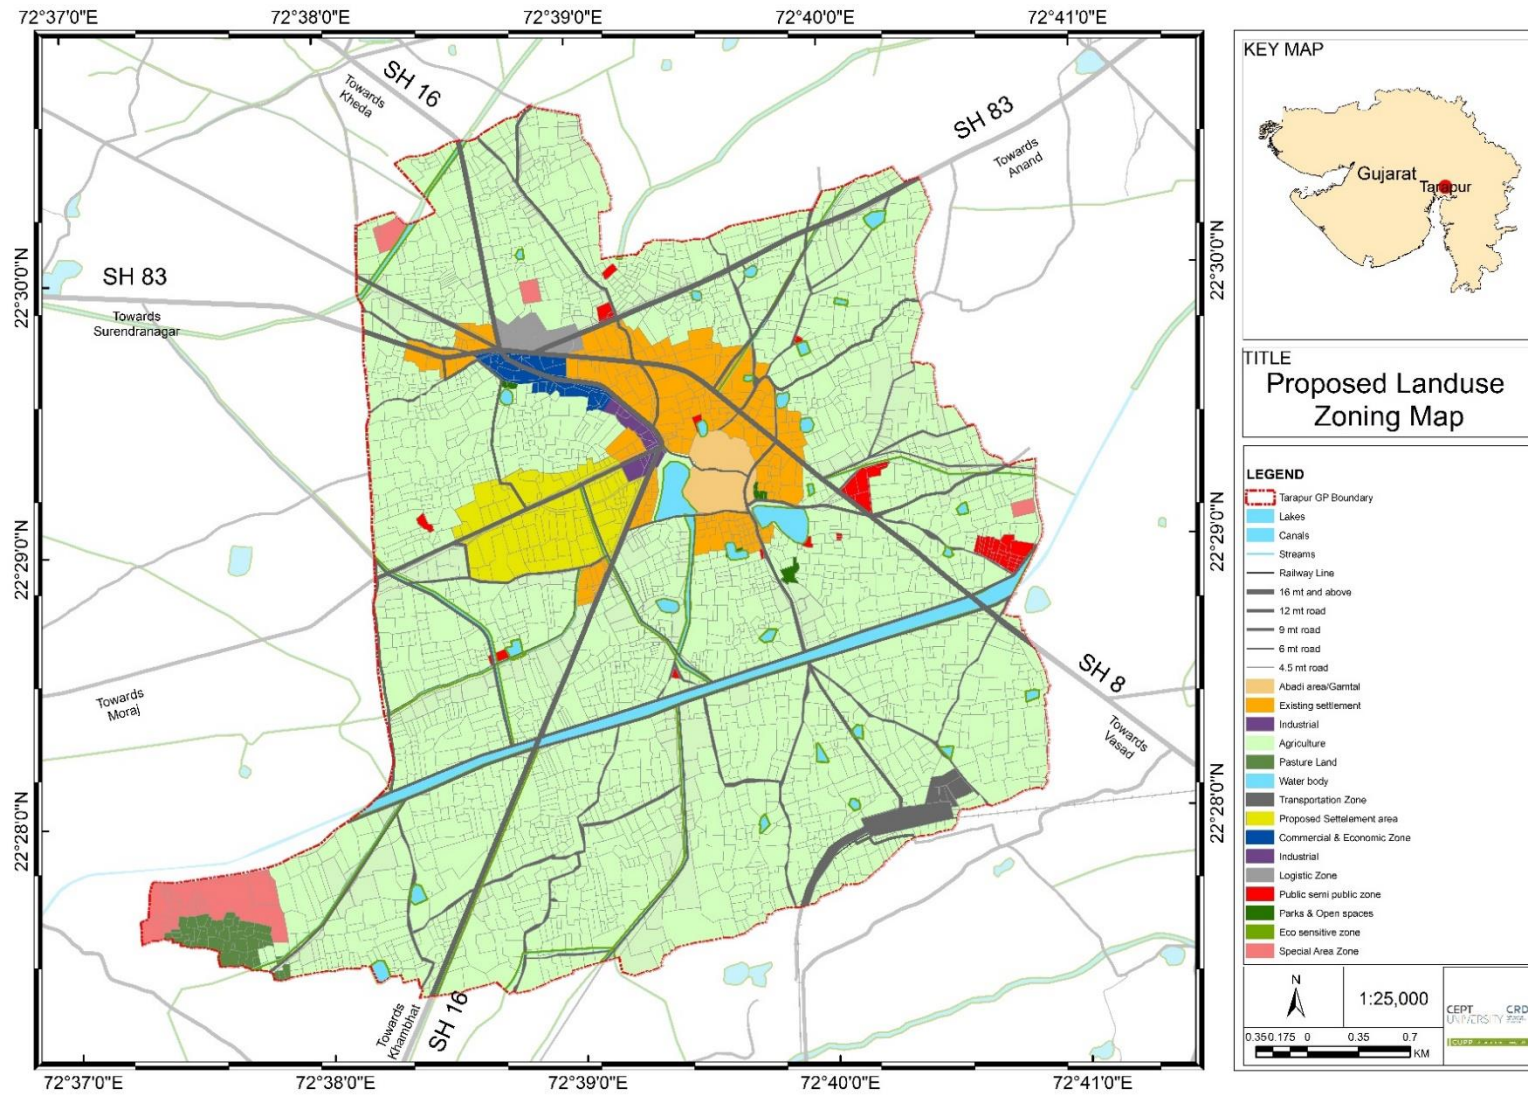 72°37'0"E
72°38'0"E
72°39'0"E
72°40'0"E
72°41'0"E
SH 16
Towards
Kheda
SH 83
Towards
Anand
SH 83
Towards
Surendranagar
22°30'0"N
22°30'0"N
22°29'0"N
22°29'0"N
Towards
Moraj
SH 8
Towards
Vasad
22°28'0"N
22°28'0"N
Towards
Khambhat
SH 16
72°37'0"E
72°38'0"E
72°39'0"E
72°40'0"E
72°41'0"E
KEY MAP
Gujarat
Tarapur
TITLE
Proposed Landuse
Zoning Map
LEGEND
Tarapur GP Boundary
Lakes
Canals
Streams
Railway Line
16 mt and above
12 mt road
9 mt road
6 mt road
4.5 mt road
Abadi area/Gamtal
Existing settlement
Industrial
Agriculture
Pasture Land
Water body
Transportation Zone
Proposed Settelement area
Commercial & Economic Zone
Industrial
Logistic Zone
Public semi public zone
Parks & Open spaces
Eco sensitive zone
Special Area Zone
N
1:25,000
0.35 0.175 0 0.35 0.7
KM
CEPT
UNIVERSITY
CRD
CUPP